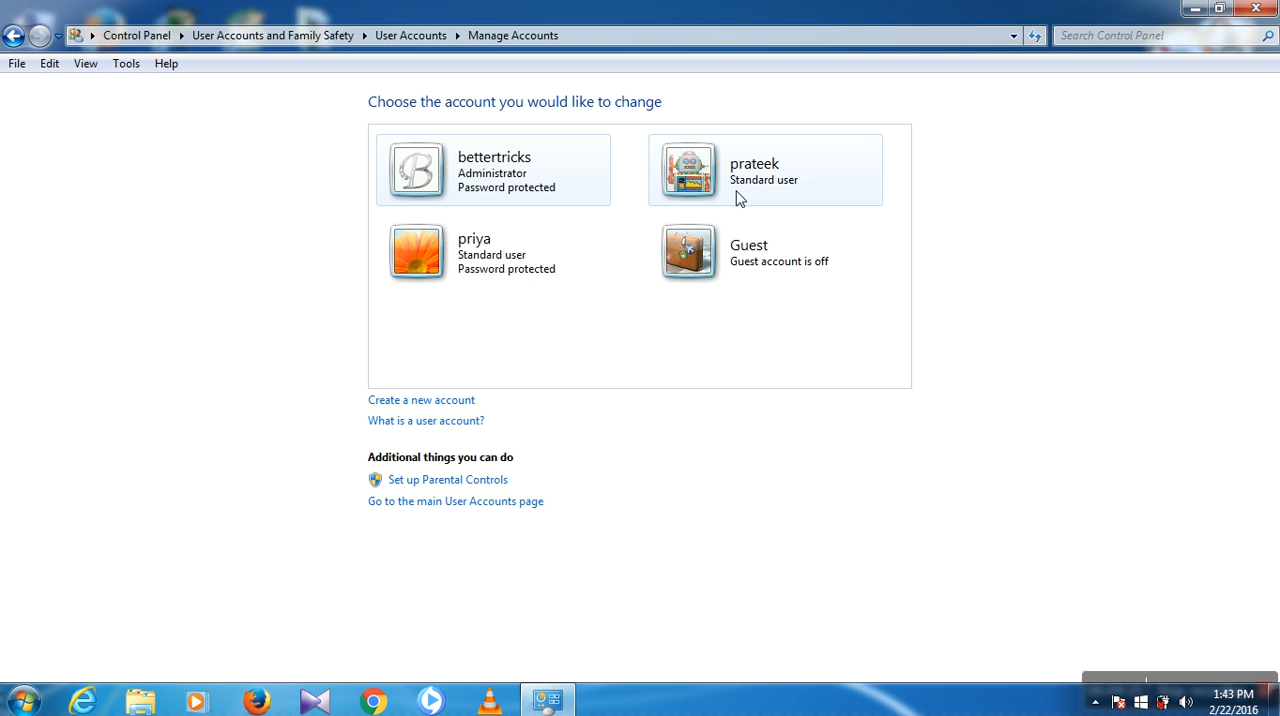 Control Panel User Accounts and Family Safety User Accounts Manage Accounts Search Control Panel
File Edit View Tools Help
Choose the account you would like to change
bettertricks
Administrator
Password protected
prateek
Standard user
priya
Standard user
Password protected
Guest
Guest account is off
Create a new account
What is a user account?
Additional things you can do
Set up Parental Controls
Go to the main User Accounts page
1:43 PM
2/22/2016